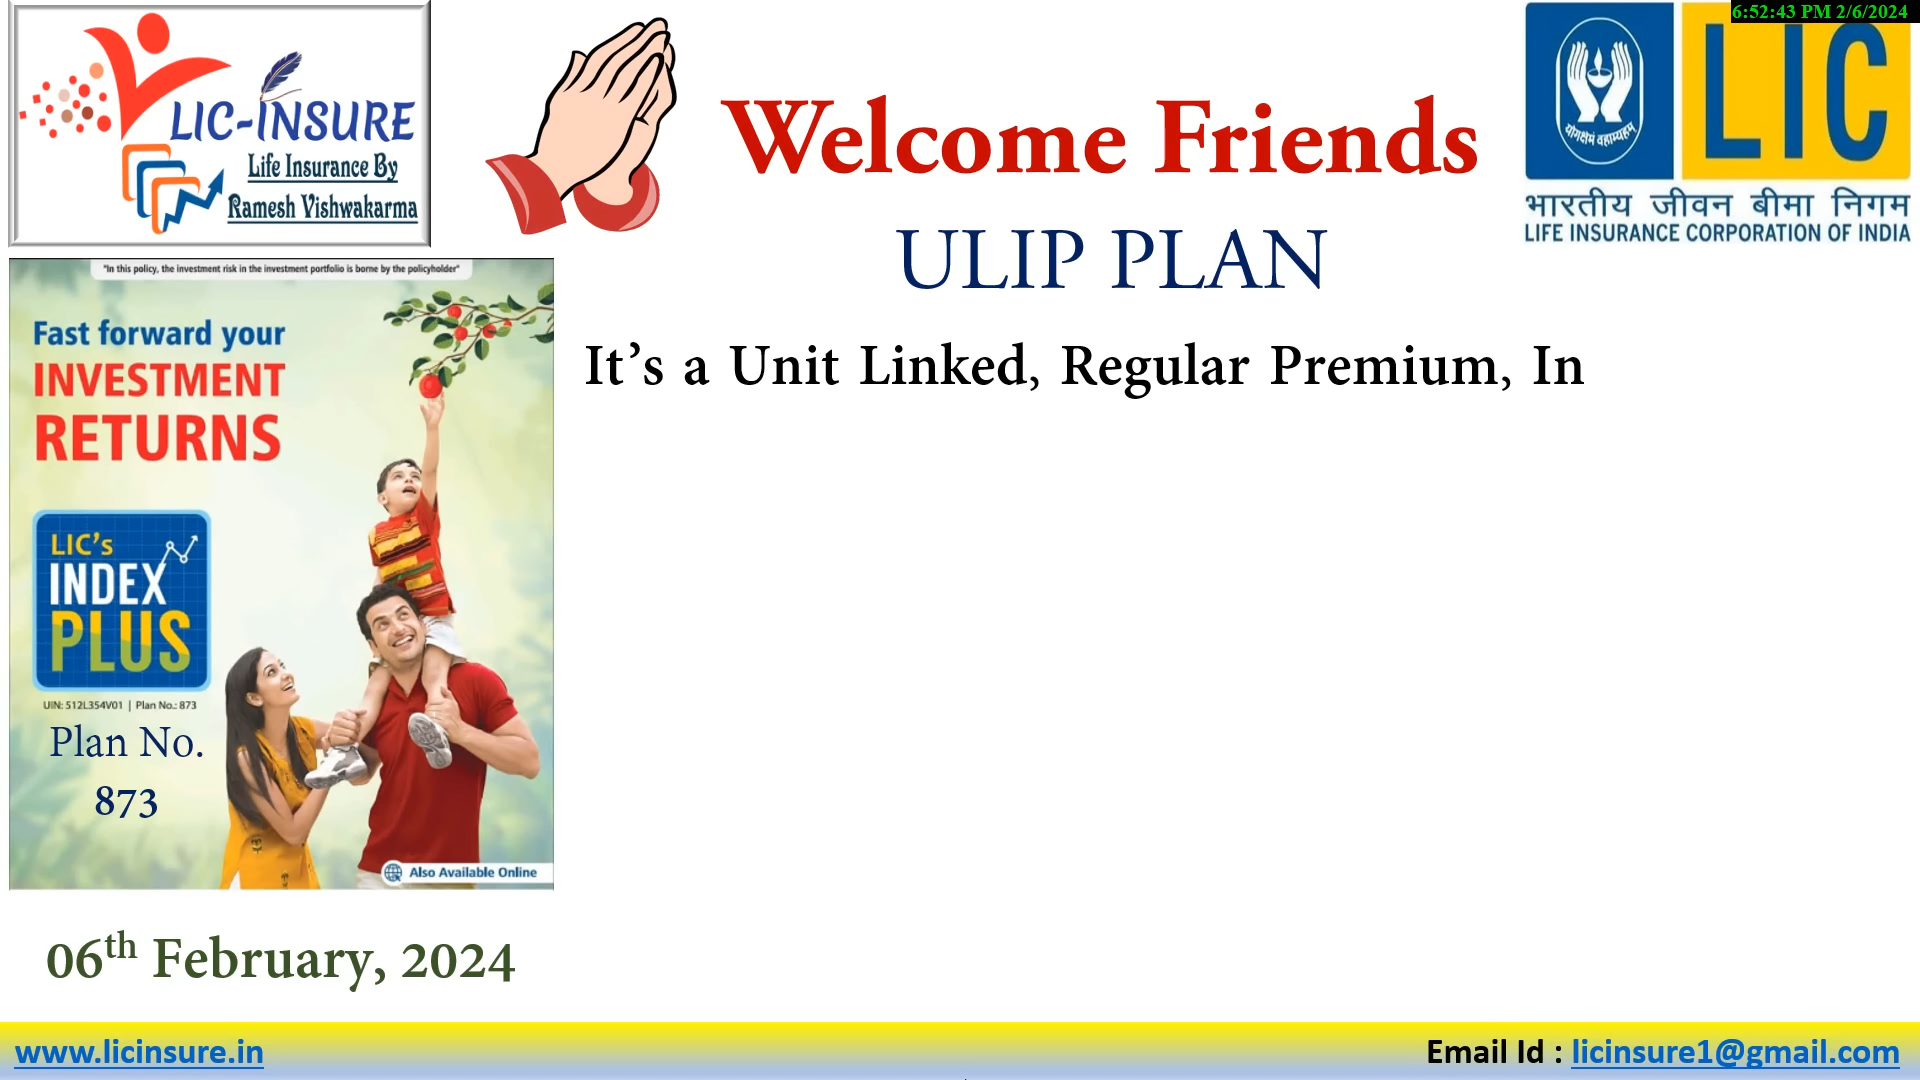 6:52:43 PM 2/6/2024
LIC-INSURE
Life Insurance By
Ramesh Vishwakarma
Welcome Friends
ULIP PLAN
It’s a Unit Linked, Regular Premium, In
योगक्षेमं वहाम्यहम्
LIC
भारतीय जीवन बीमा निगम
LIFE INSURANCE CORPORATION OF INDIA
"In this policy, the investment risk in the investment portfolio is borne by the policyholder"
Fast forward your
INVESTMENT
RETURNS
LIC's
INDEX
PLUS
UIN: 512L354V01 | Plan No.: 873
Plan No.
873
Also Available Online
06th February, 2024
www.licinsure.in
Email Id : licinsure1@gmail.com